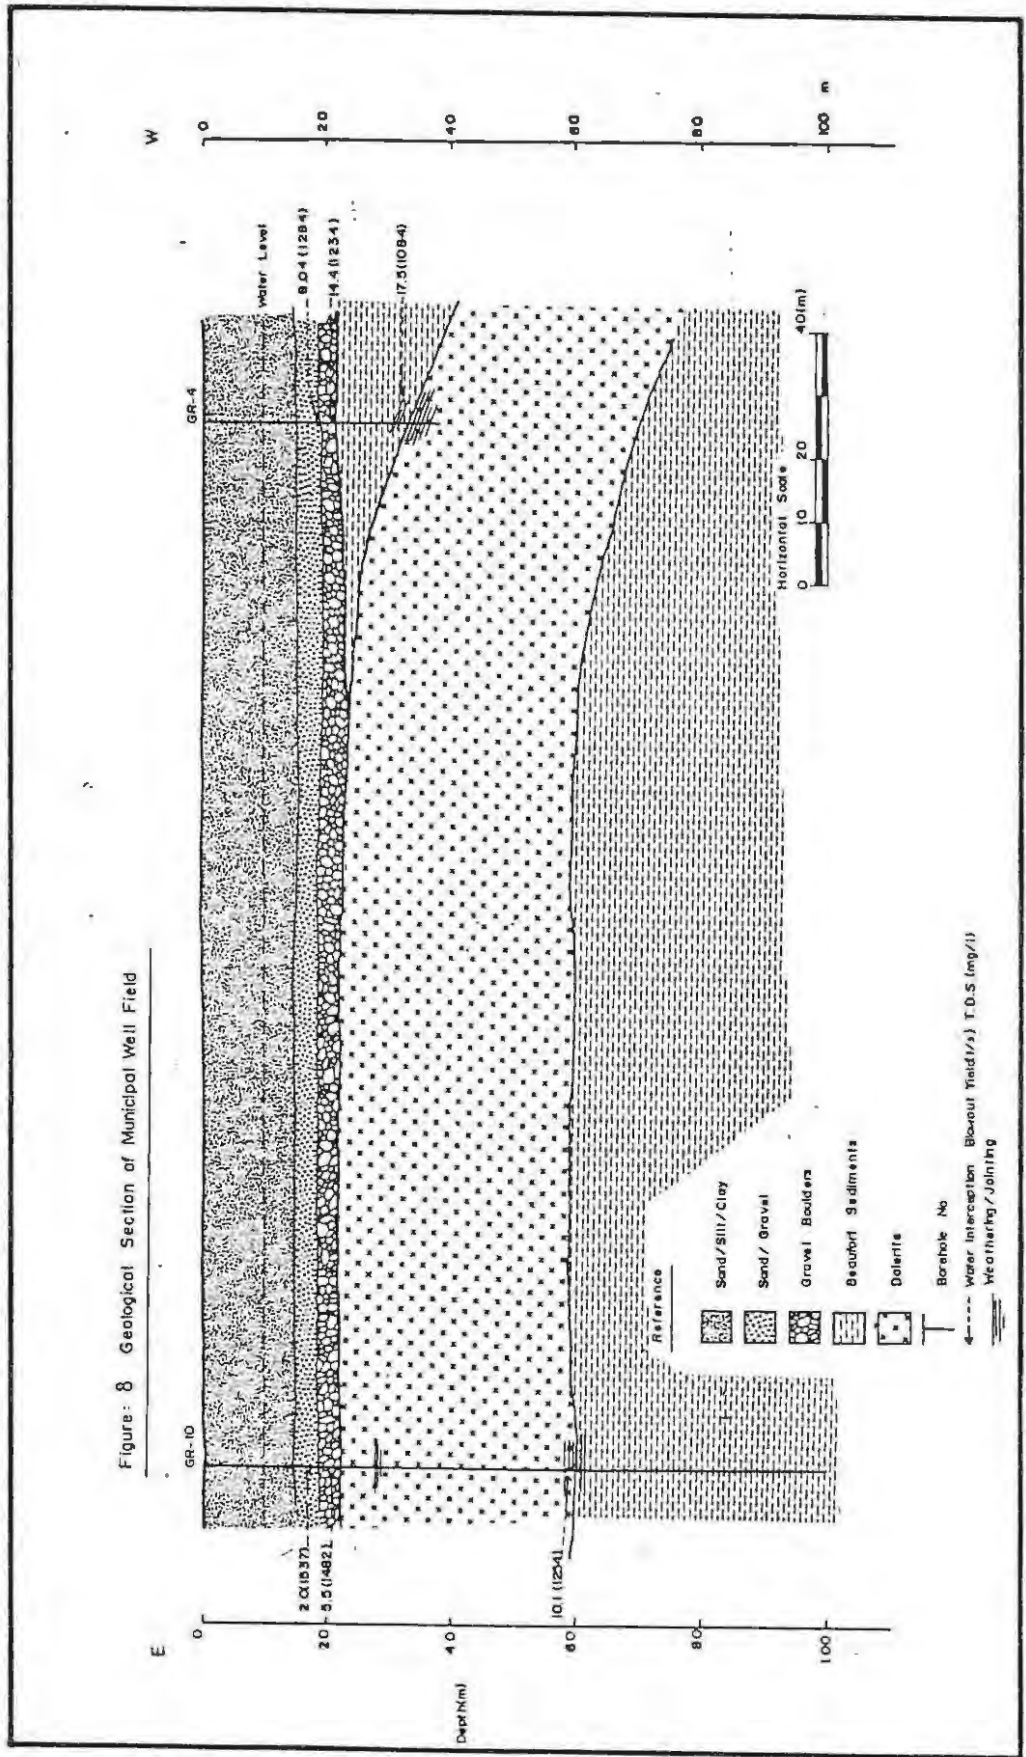 Figure: 8 Geological Section of Municipal Well Field
E
W
GR-10
GR-4
0
20
40
60
80
100
Depth(m)
0
20
40
60
80
100 m
Water Level
8.04(1284)
14.4(1234)
17.5(1084)
2.0(1537)
5.5(1482)
10.1(1254)
Horizontal Scale
0 10 20 40(m)
Reference
Sand/Silt/Clay
Sand/Gravel
Gravel Boulders
Beaufort Sediments
Dolerite
Borehole No
Water Interception Blowout Yield(l/s) T.D.S (mg/l)
Weathering/Jointing